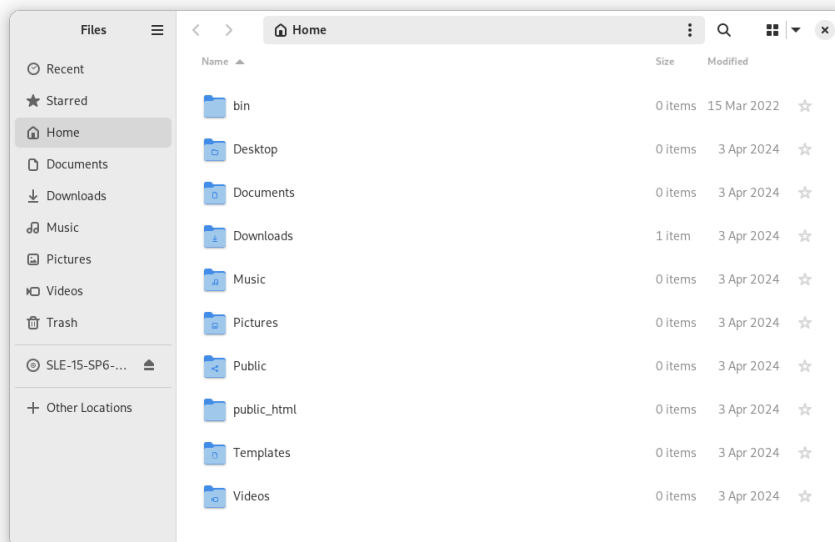 Files
Home
Name
Size
Modified
Recent
Starred
Home
Documents
Downloads
Music
Pictures
Videos
Trash
SLE-15-SP6-...
Other Locations
bin 0 items 15 Mar 2022
Desktop 0 items 3 Apr 2024
Documents 0 items 3 Apr 2024
Downloads 1 item 3 Apr 2024
Music 0 items 3 Apr 2024
Pictures 0 items 3 Apr 2024
Public 0 items 3 Apr 2024
public_html 0 items 3 Apr 2024
Templates 0 items 3 Apr 2024
Videos 0 items 3 Apr 2024